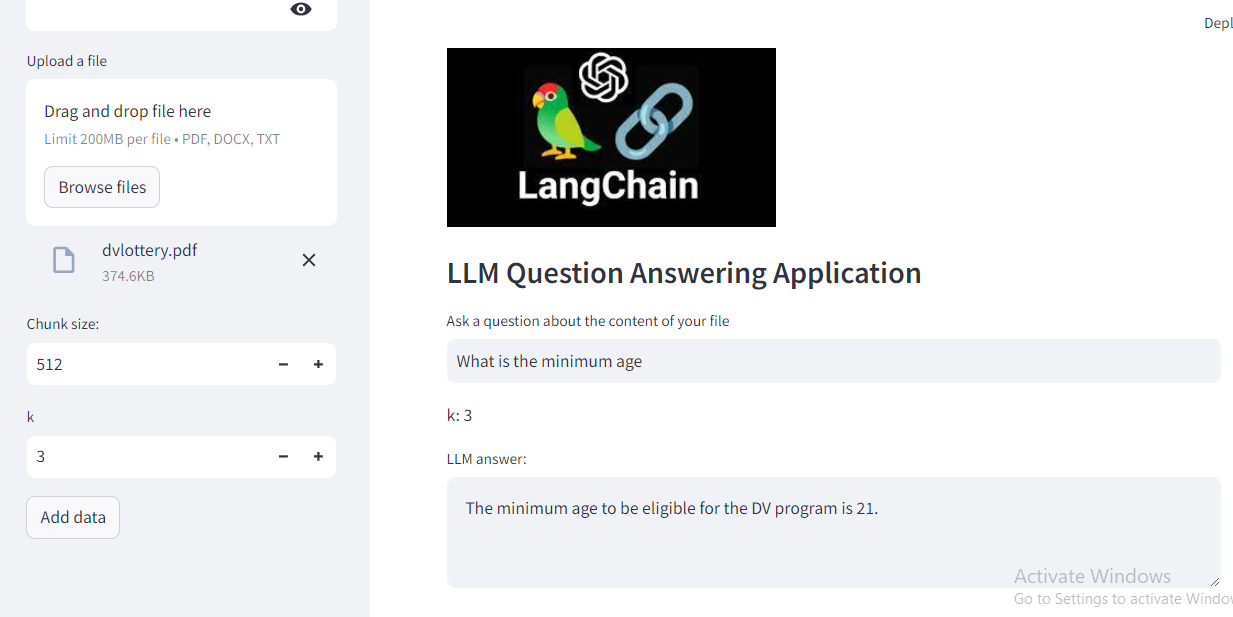 Upload a file
Drag and drop file here
Limit 200MB per file • PDF, DOCX, TXT
Browse files
dvlottery.pdf
374.6KB
Chunk size:
512
k
3
Add data
Depl
LangChain
LLM Question Answering Application
Ask a question about the content of your file
What is the minimum age
k: 3
LLM answer:
The minimum age to be eligible for the DV program is 21.
Activate Windows
Go to Settings to activate Windov